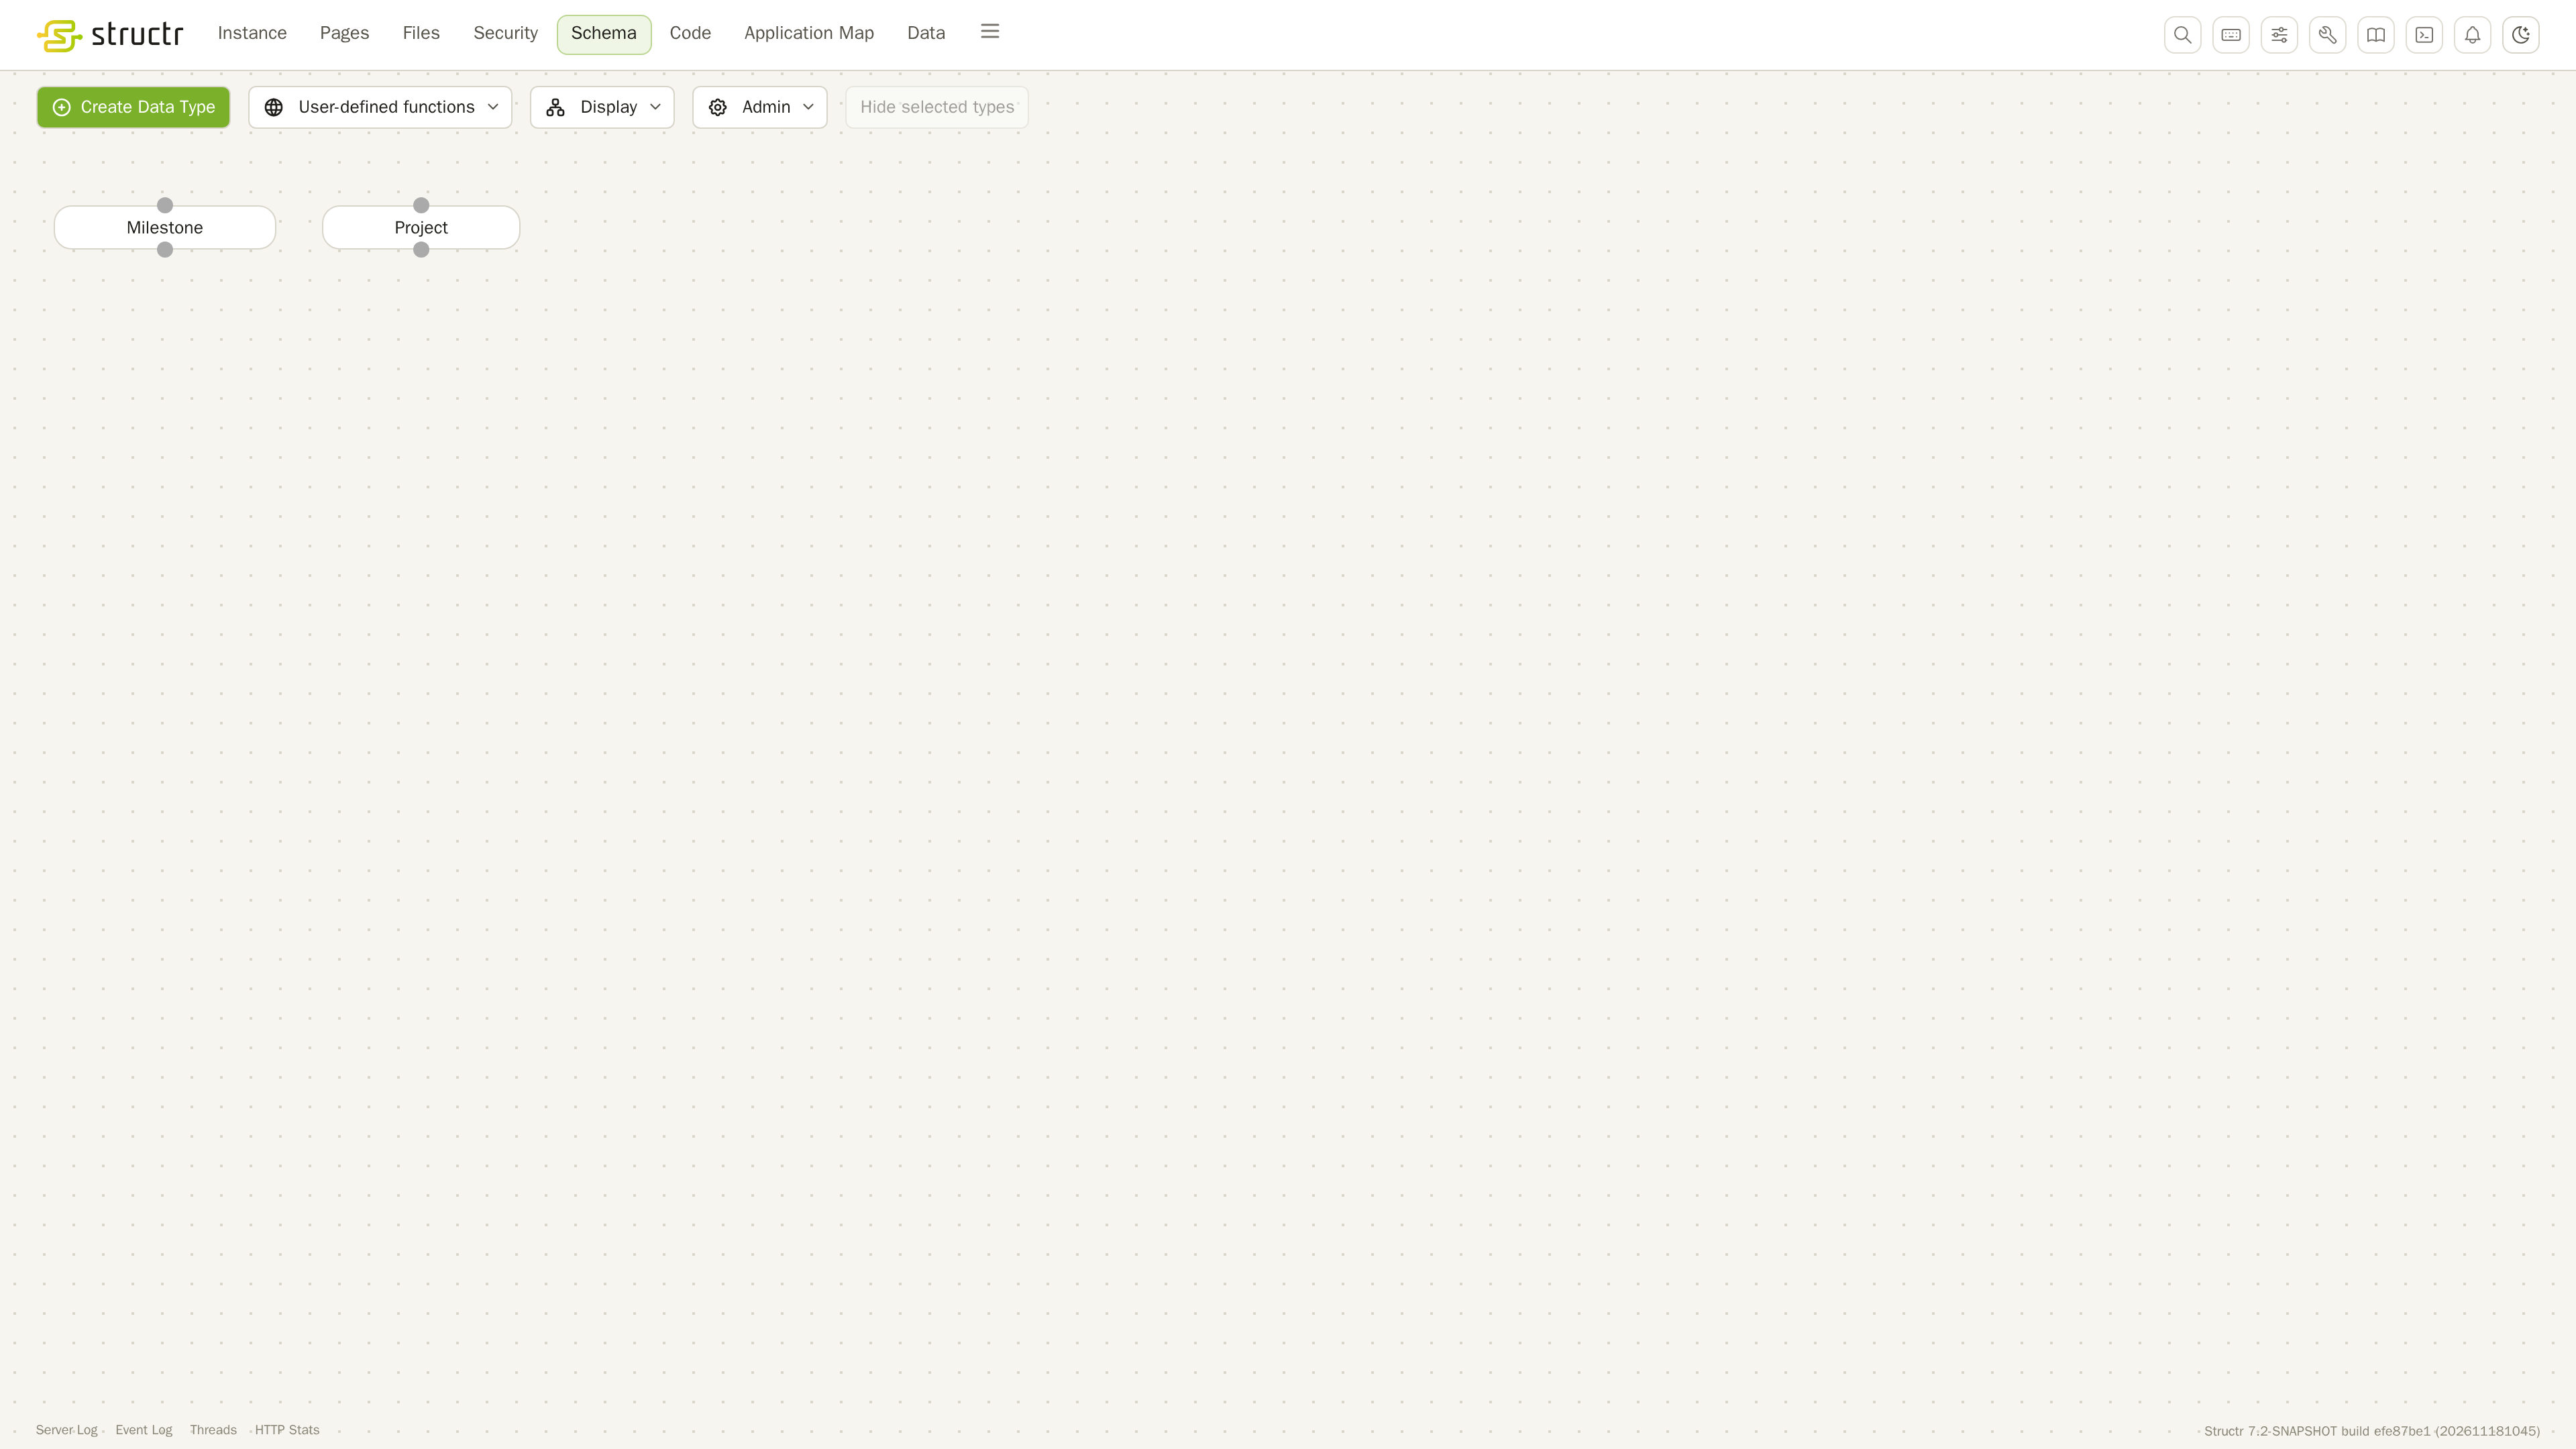 structr Instance Pages Files Security Schema Code Application Map Data
Create Data Type User-defined functions Display Admin Hide selected types
Milestone Project
Server Log Event Log Threads HTTP Stats Structr 7.2-SNAPSHOT build efe87be1 (202611181045)